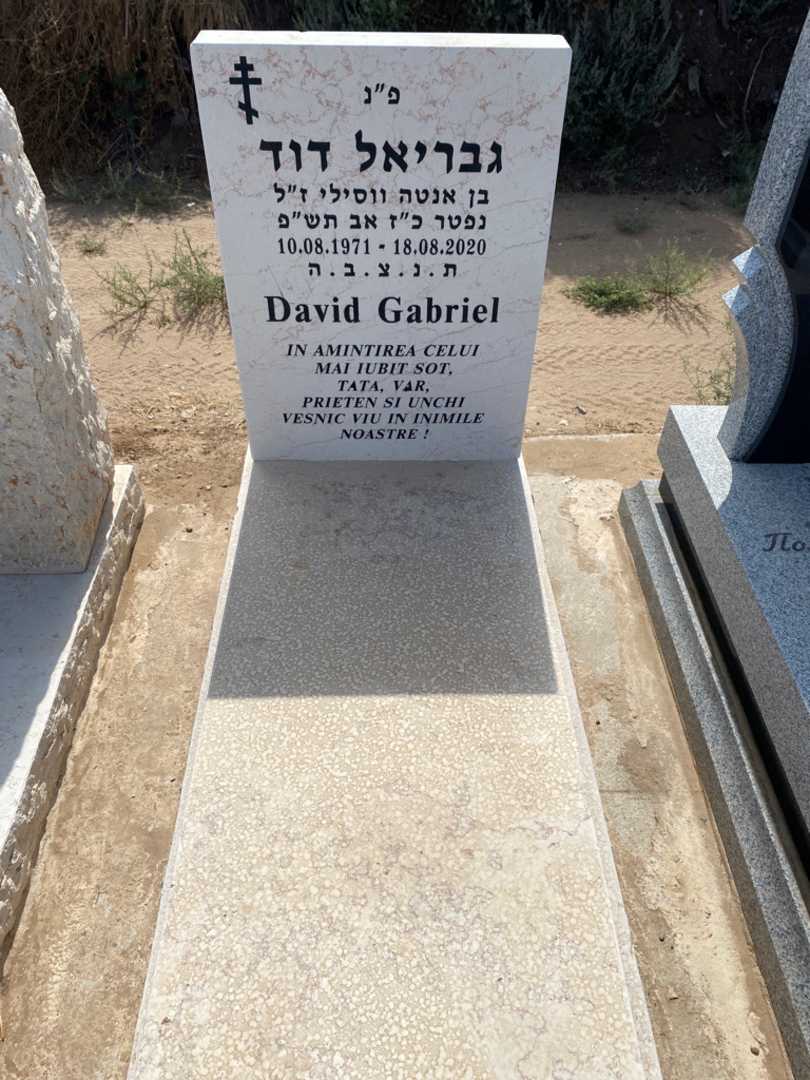 פ"נ
גבריאל דוד
בן אנטה ווסילי ז"ל
נפטר כ"ז אב תש"פ
10.08.1971 - 18.08.2020
ת.נ.צ.ב.ה
David Gabriel
IN AMINTIREA CELUI
MAI IUBIT SOT,
TATA, VAR,
PRIETEN SI UNCHI
VESNIC VIU IN INIMILE
NOASTRE !